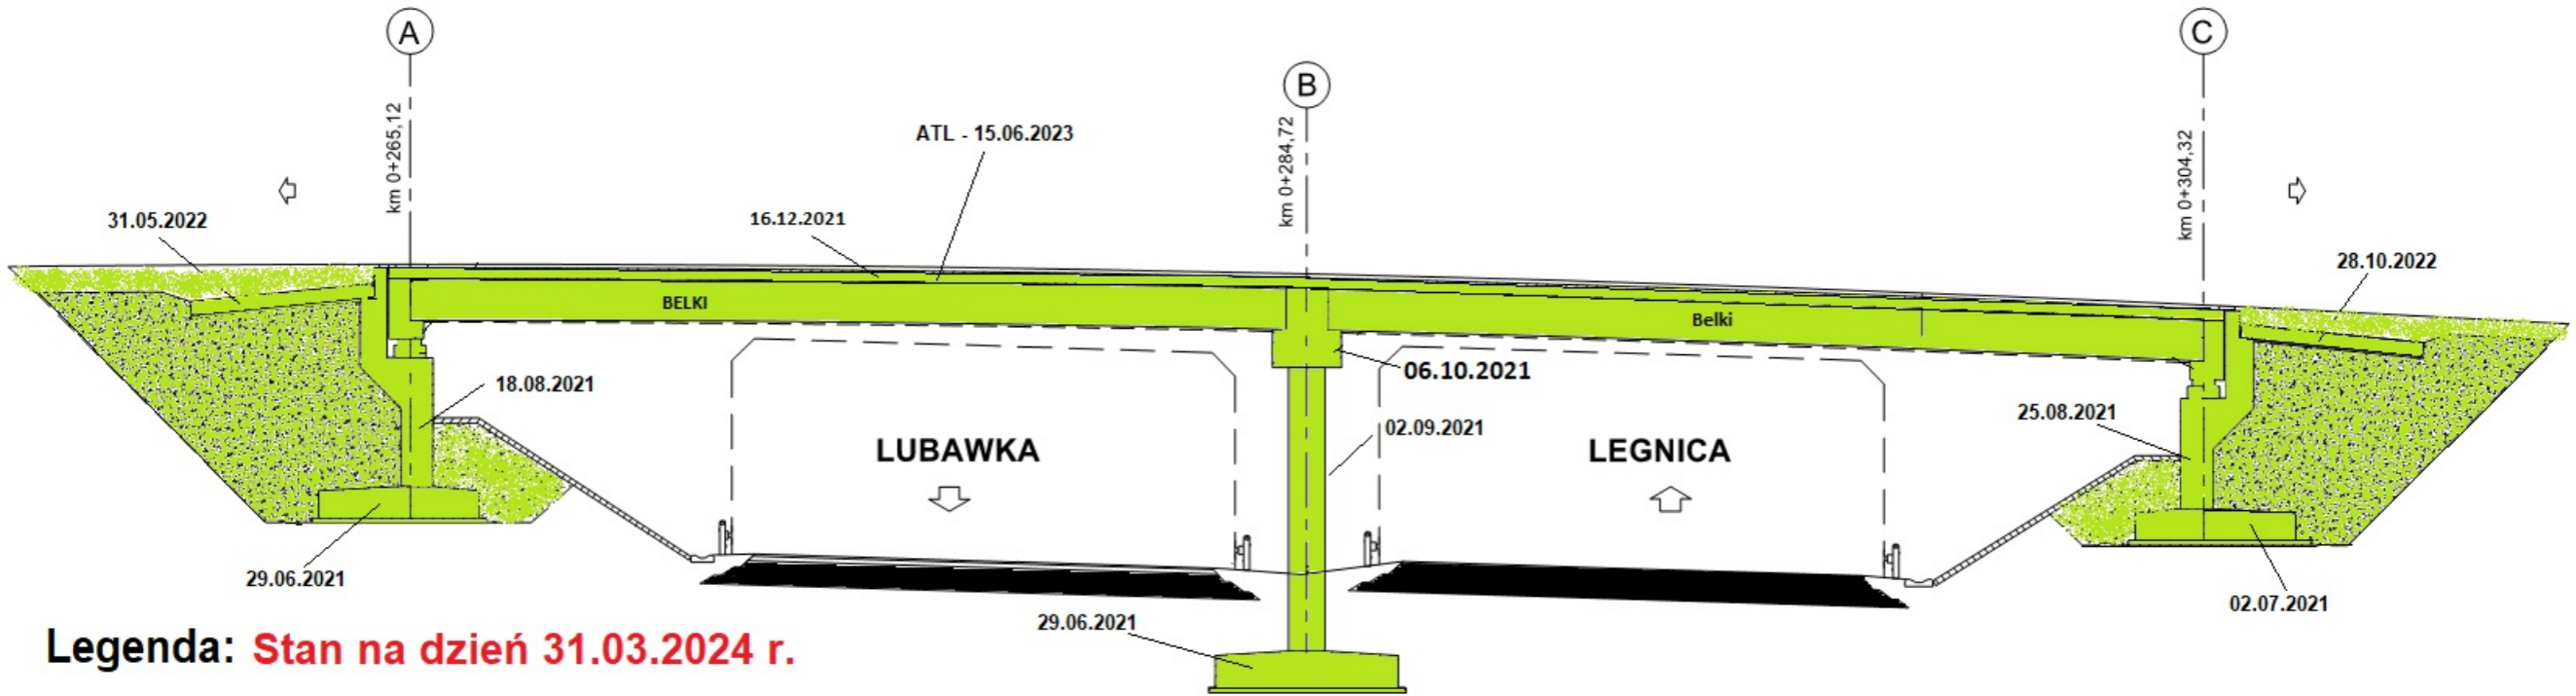 A
B
C
km 0+265,12
km 0+284,72
km 0+304,32
ATL - 15.06.2023
31.05.2022
16.12.2021
28.10.2022
BELKI
Belki
06.10.2021
18.08.2021
02.09.2021
25.08.2021
LUBAWKA
LEGNICA
29.06.2021
02.07.2021
29.06.2021
Legenda: Stan na dzień 31.03.2024 r.